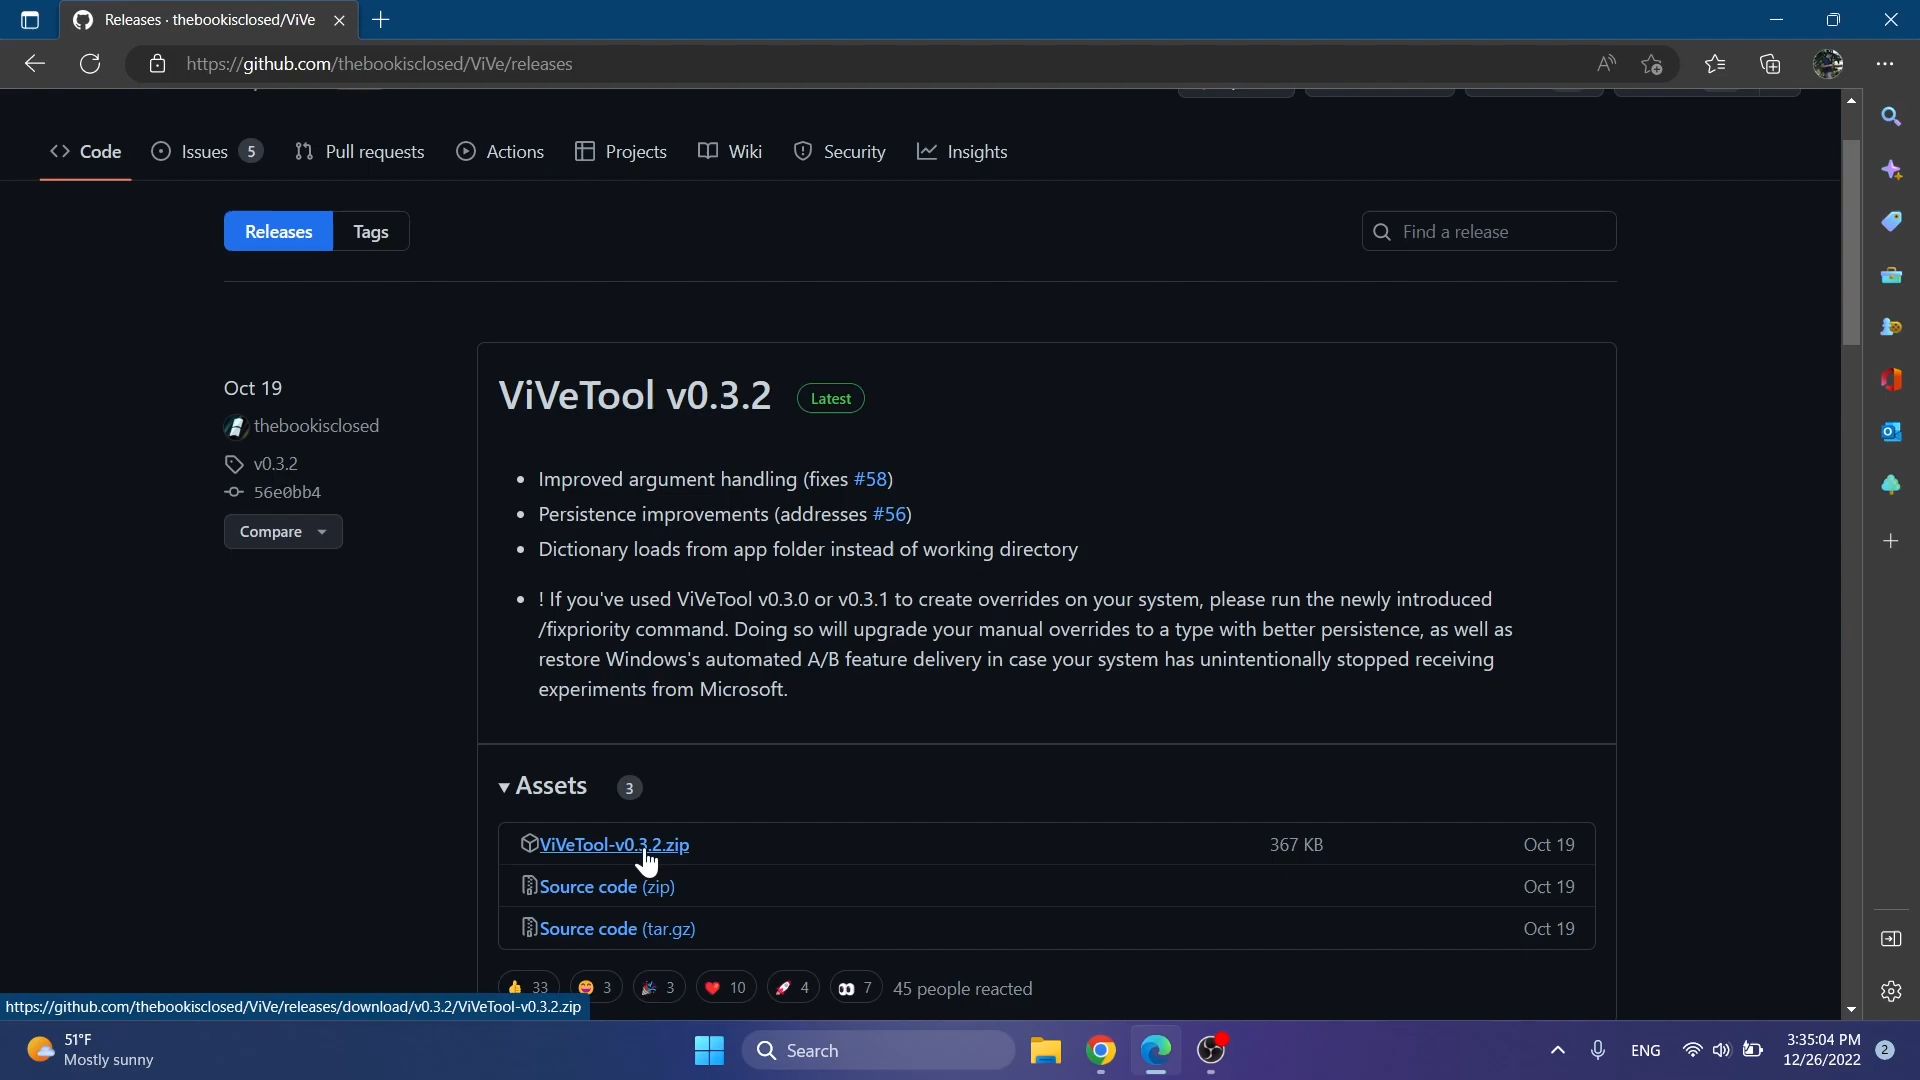 Releases · thebookisclosed/ViVe
https://github.com/thebookisclosed/ViVe/releases
Code
Issues 5
Pull requests
Actions
Projects
Wiki
Security
Insights
Releases
Tags
Find a release
Oct 19
thebookisclosed
v0.3.2
56e0bb4
Compare
ViVeTool v0.3.2 Latest
• Improved argument handling (fixes #58)
• Persistence improvements (addresses #56)
• Dictionary loads from app folder instead of working directory
• ! If you've used ViVeTool v0.3.0 or v0.3.1 to create overrides on your system, please run the newly introduced
/fixpriority command. Doing so will upgrade your manual overrides to a type with better persistence, as well as
restore Windows's automated A/B feature delivery in case your system has unintentionally stopped receiving
experiments from Microsoft.
Assets 3
ViVeTool-v0.3.2.zip 367 KB Oct 19
Source code (zip) Oct 19
Source code (tar.gz) Oct 19
👍 33 😄 3 🎉 3 ❤️ 10 🚀 4 👀 7 45 people reacted
https://github.com/thebookisclosed/ViVe/releases/download/v0.3.2/ViVeTool-v0.3.2.zip
51°F
Mostly sunny
Search
ENG
3:35:04 PM
12/26/2022
2